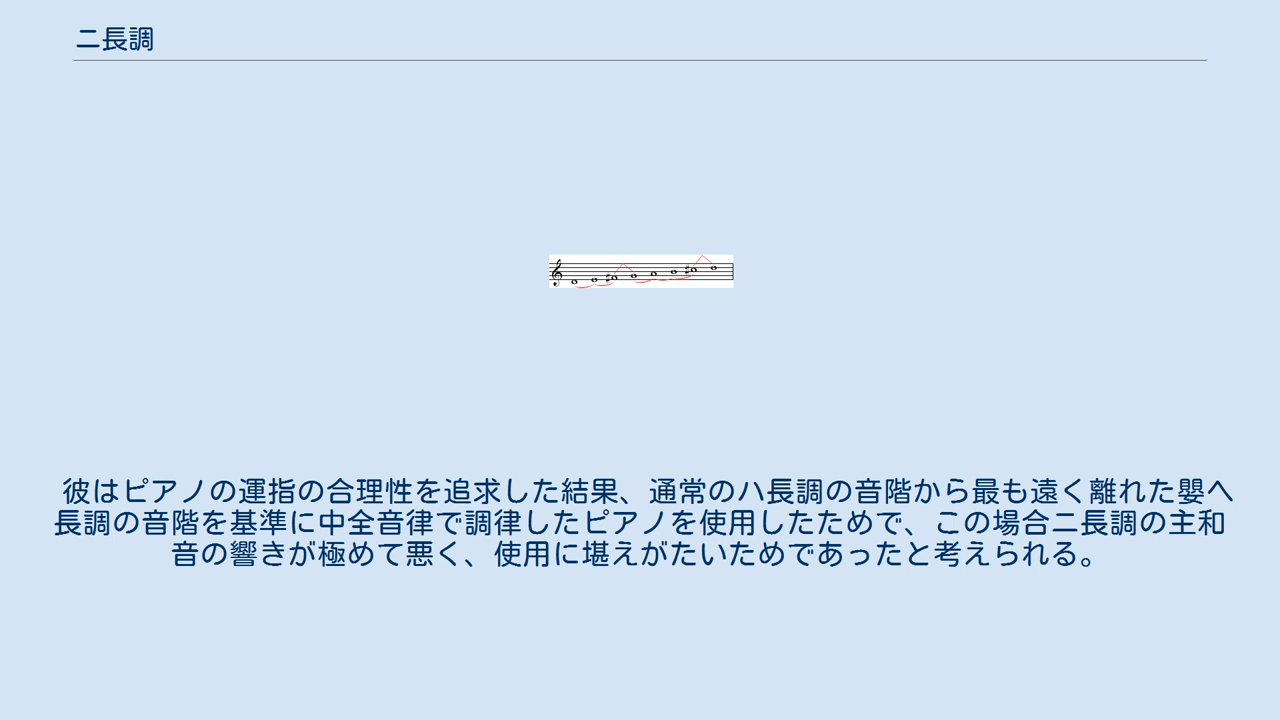 ニ長調
彼はピアノの運指の合理性を追求した結果、通常のハ長調の音階から最も遠く離れた嬰ヘ
長調の音階を基準に中全音律で調律したピアノを使用したためで、この場合ニ長調の主和
音の響きが極めて悪く、使用に堪えがたいためであったと考えられる。